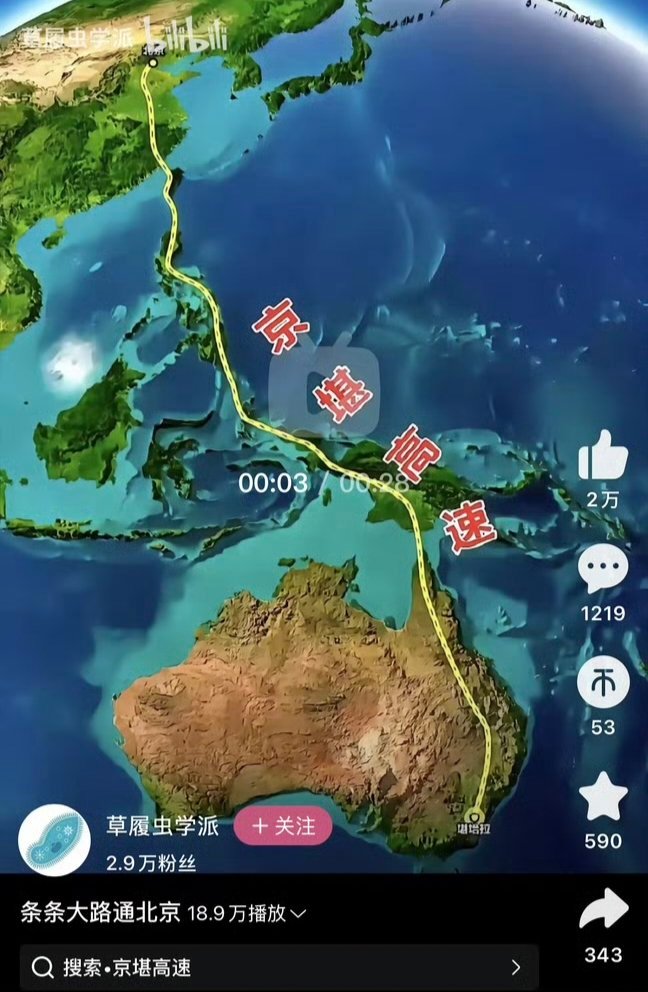 草履虫学派 bilibili
北京
京
堪
高
00:03 / 00:28
速
2万
1219
53
590
堪培拉
草履虫学派
+ 关注
2.9万粉丝
条条大路通北京 18.9万播放
343
搜索•京堪高速